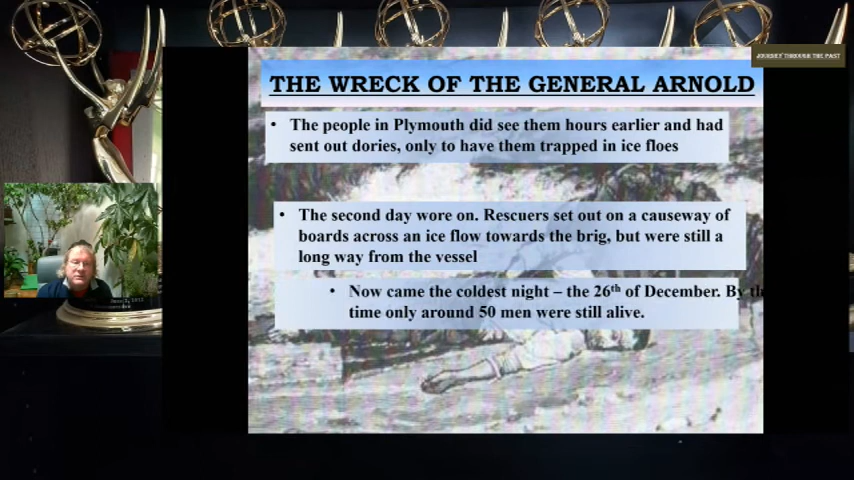 JOURNEY THROUGH THE PAST
THE WRECK OF THE GENERAL ARNOLD
• The people in Plymouth did see them hours earlier and had
sent out dories, only to have them trapped in ice floes
• The second day wore on. Rescuers set out on a causeway of
boards across an ice flow towards the brig, but were still a
long way from the vessel
• Now came the coldest night – the 26th of December. By th
time only around 50 men were still alive.